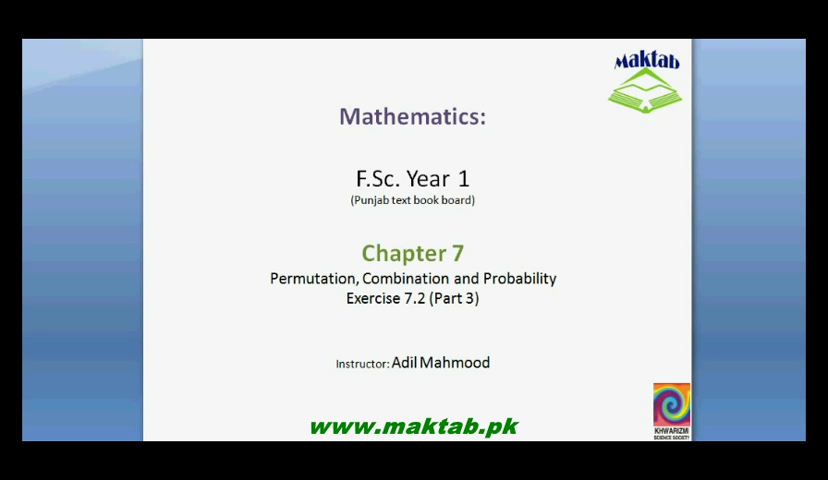 Maktab
Mathematics:
F.Sc. Year 1
(Punjab text book board)
Chapter 7
Permutation, Combination and Probability
Exercise 7.2 (Part 3)
Instructor: Adil Mahmood
www.maktab.pk
KHWARIZMI
SCIENCE SOCIETY